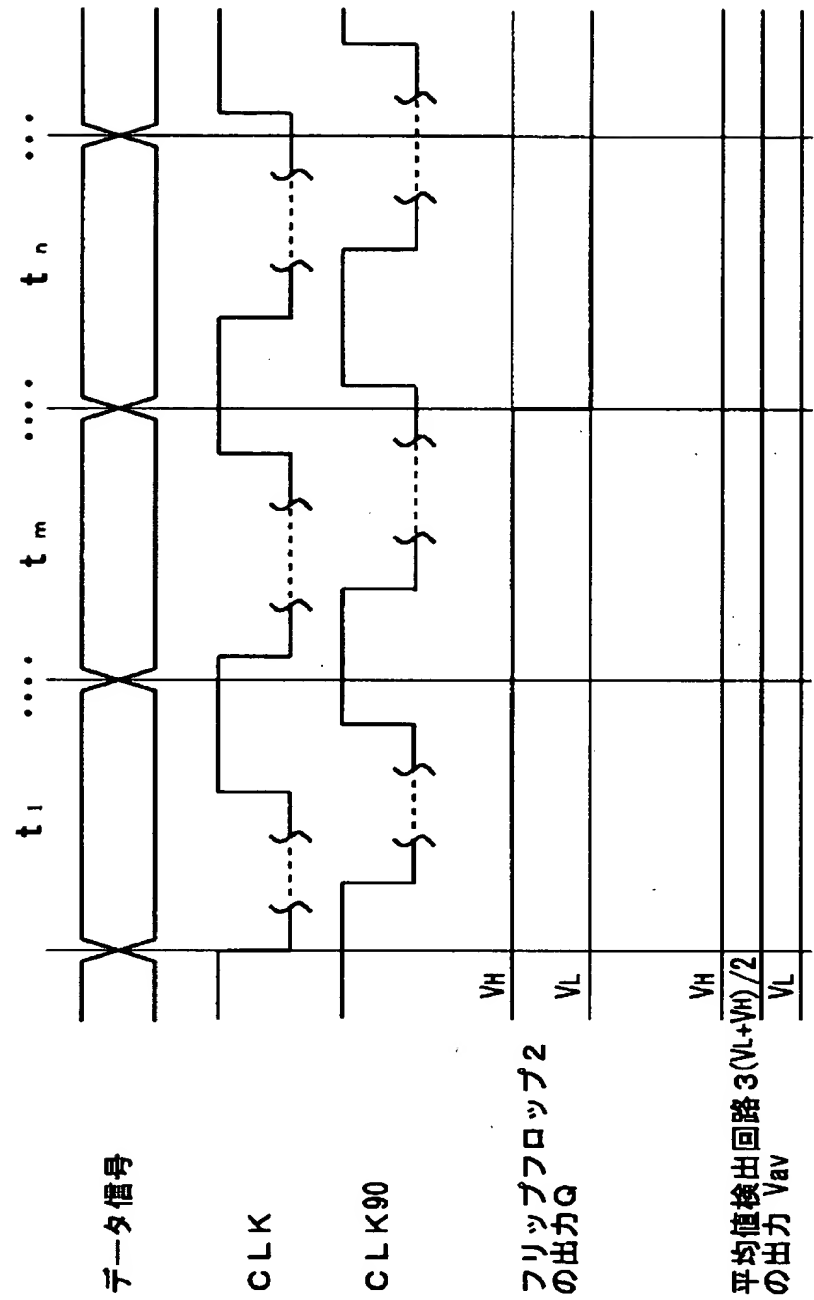 t1 ‥‥ tm ‥‥ tn …
データ信号
CLK
CLK90
VH
フリップフロップ2
の出力Q
VL
VH
平均値検出回路3(VL+VH)/2
の出力 Vav
VL